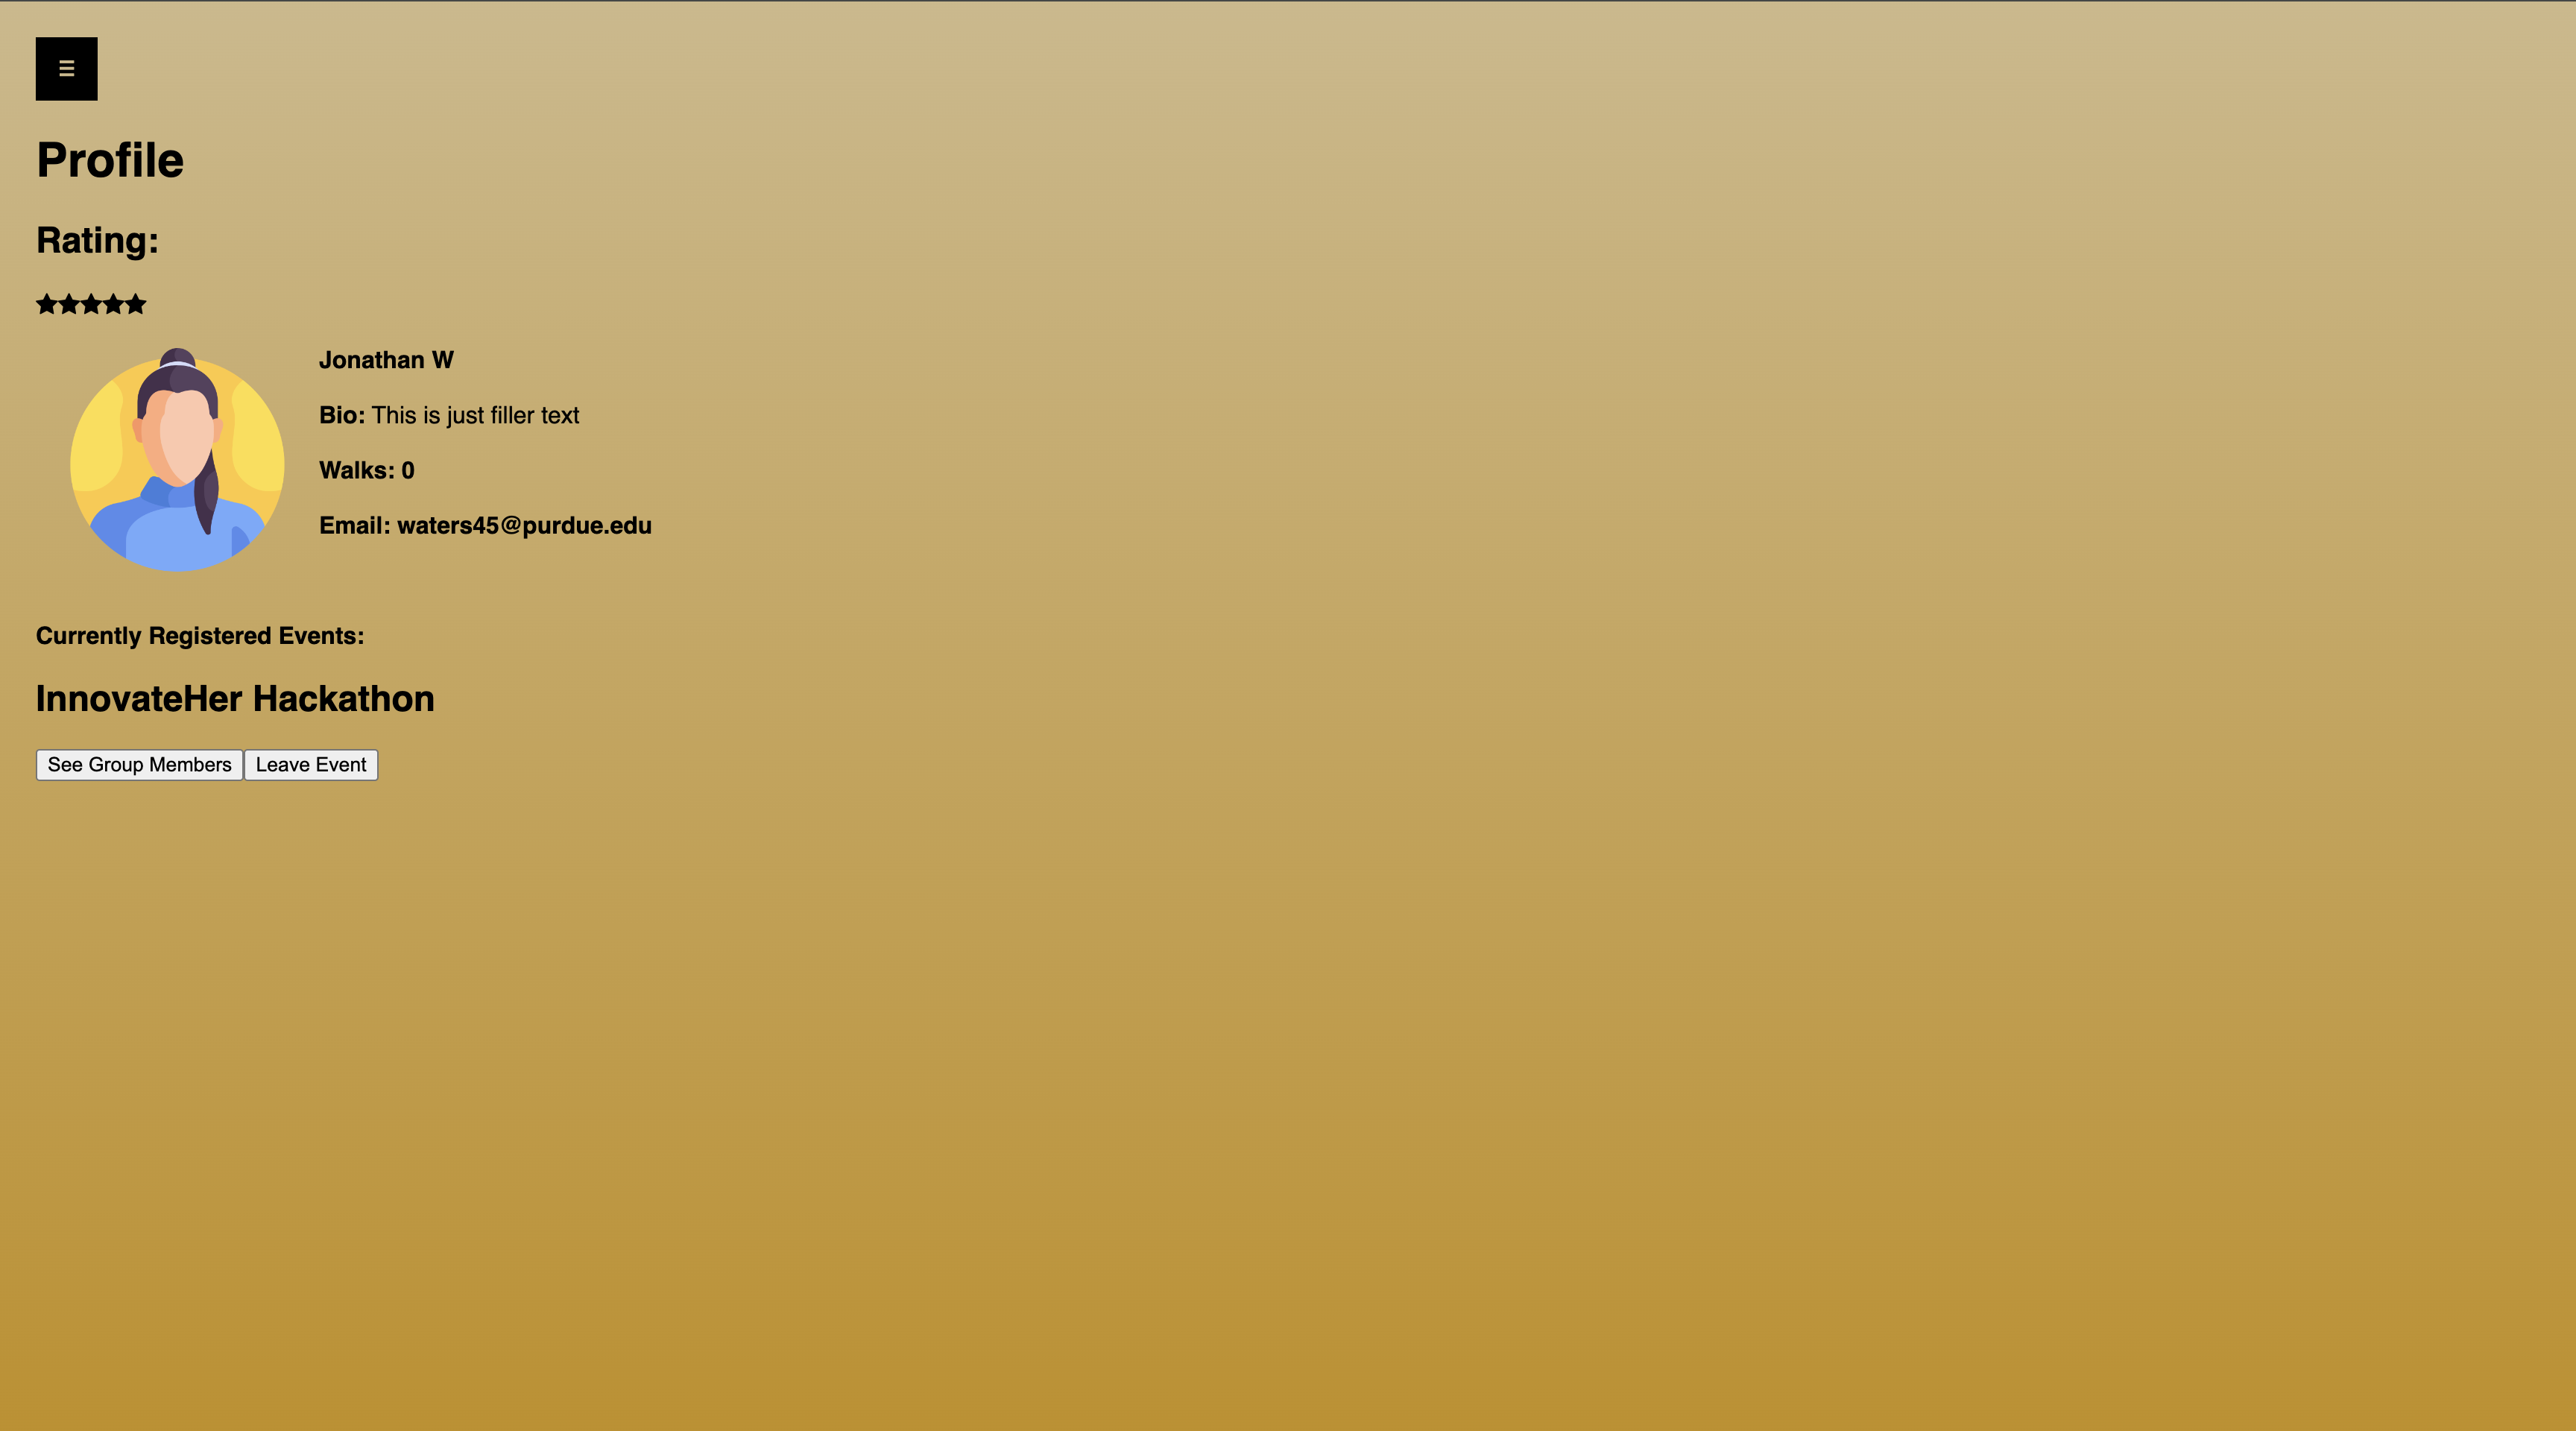 Profile
Rating:
★★★★★
Jonathan W
Bio: This is just filler text
Walks: 0
Email: waters45@purdue.edu
Currently Registered Events:
InnovateHer Hackathon
See Group Members Leave Event